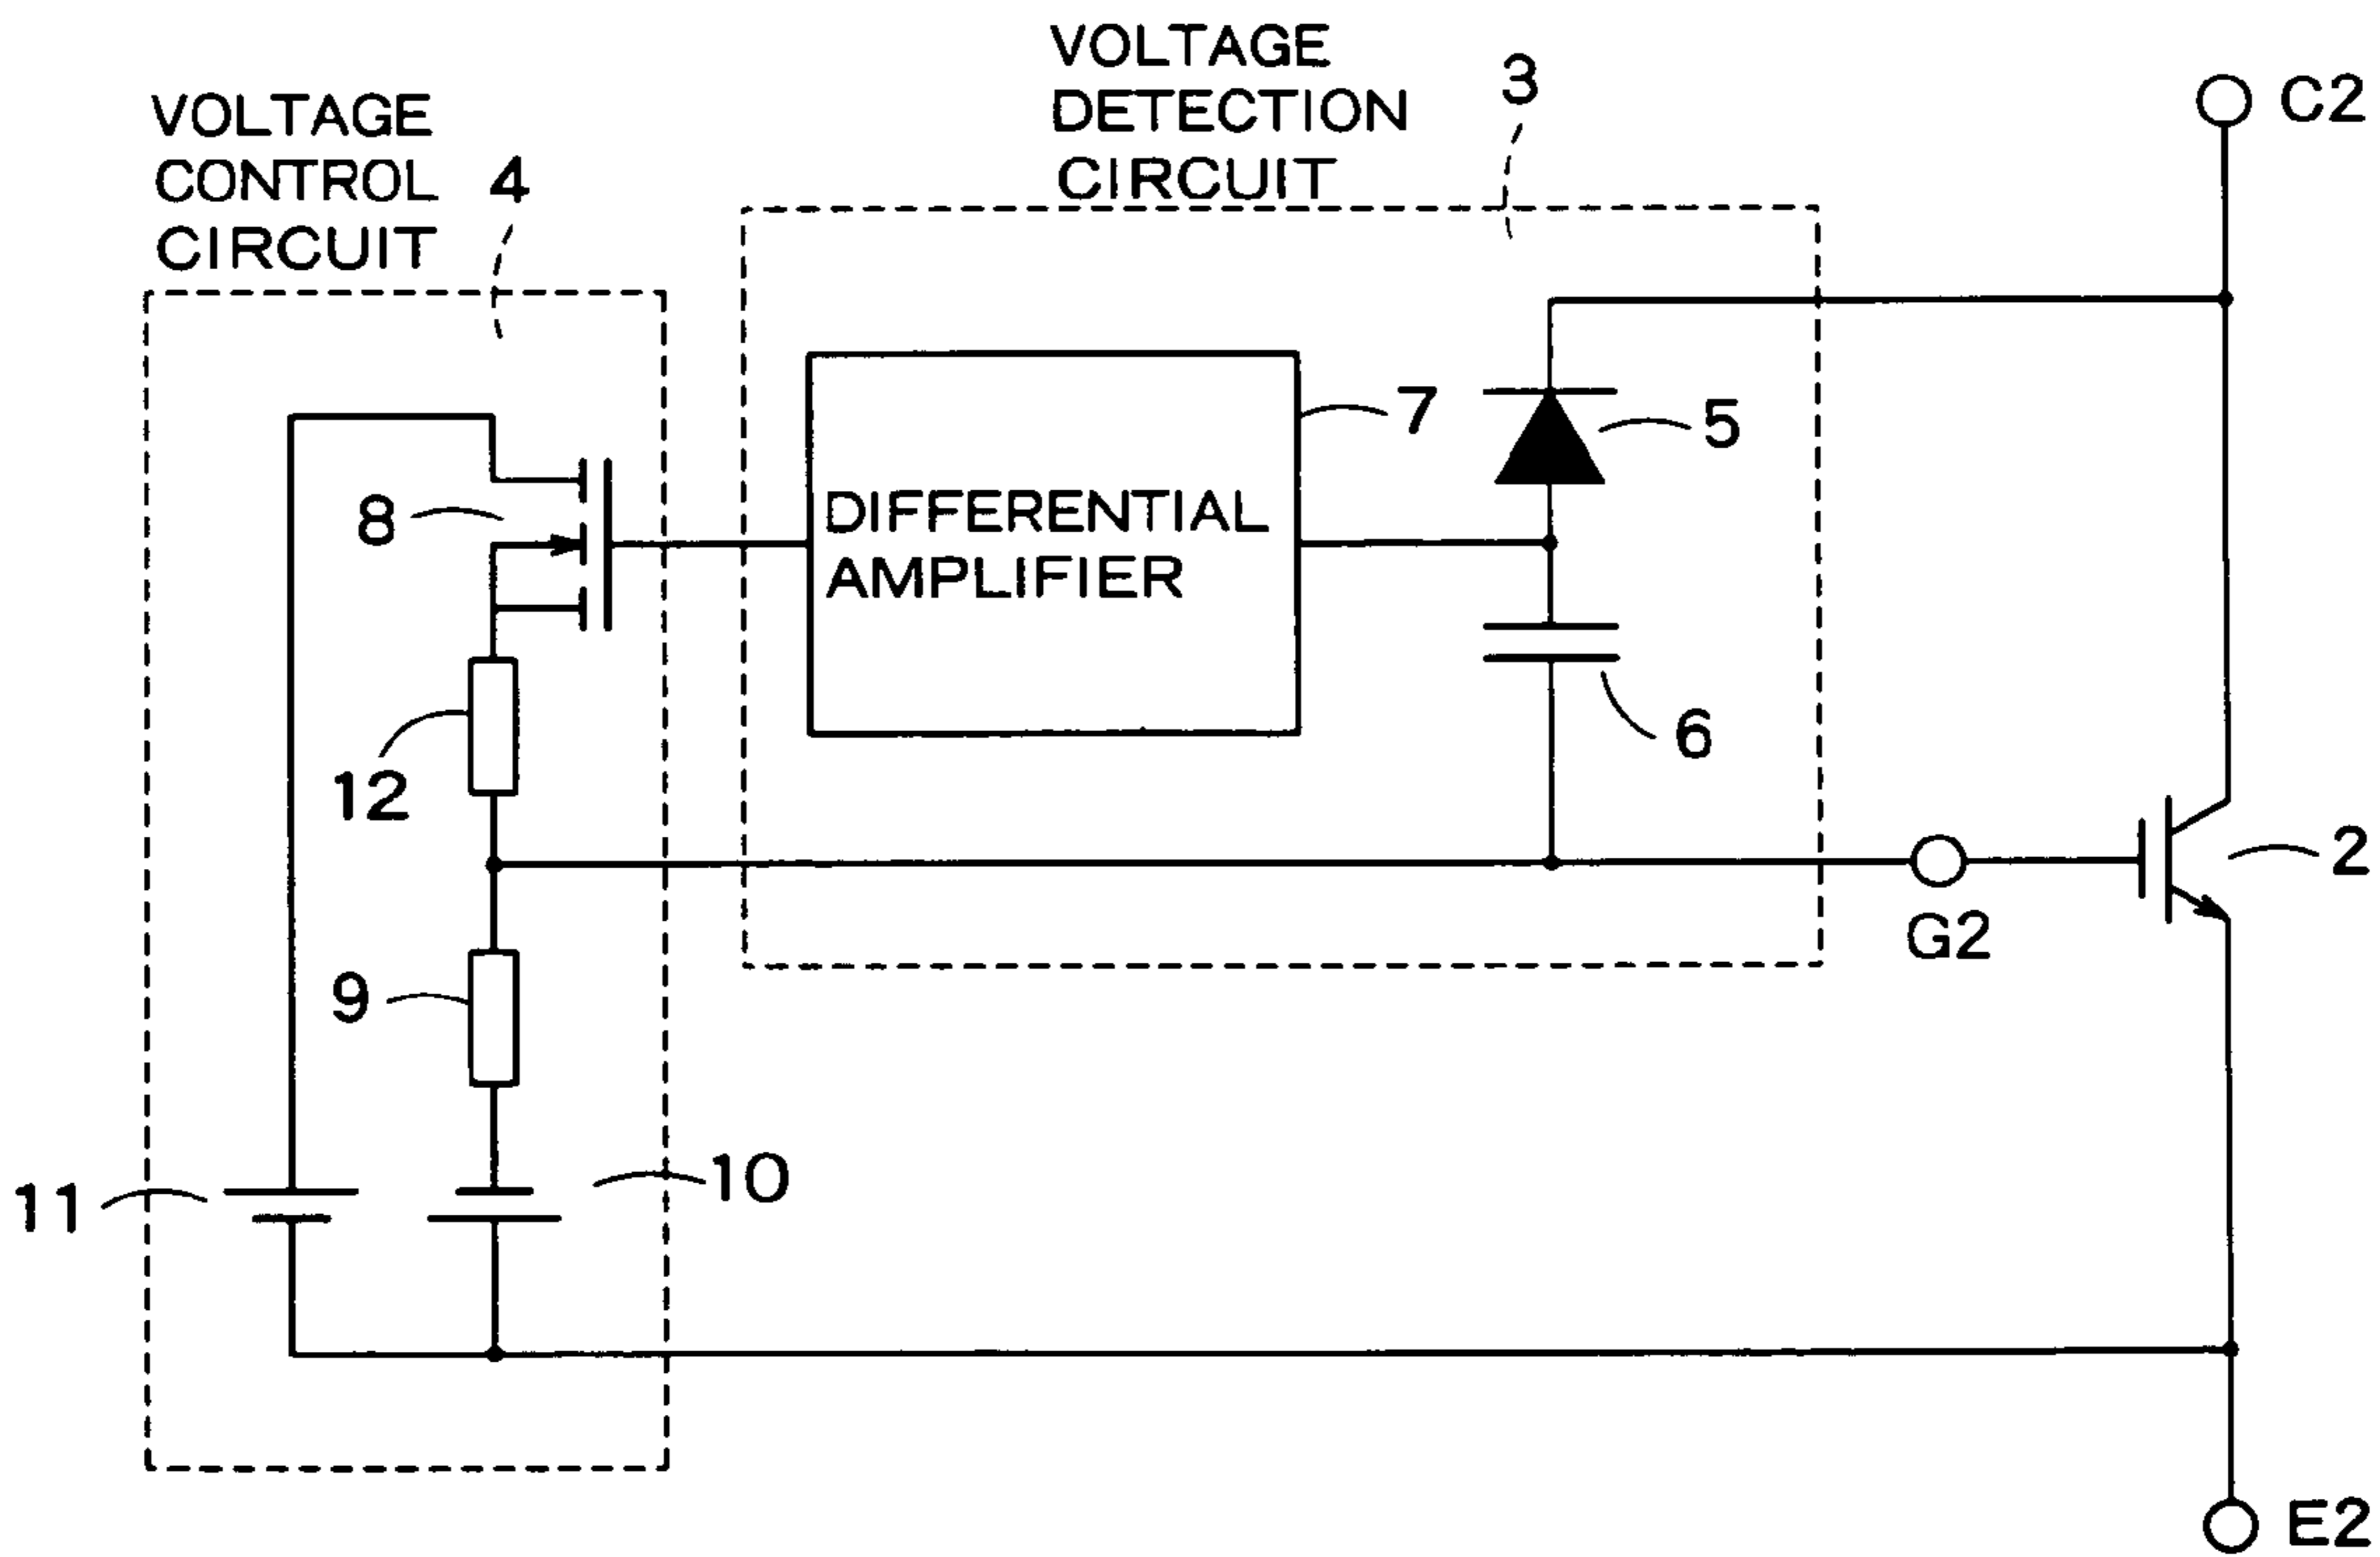 VOLTAGE
DETECTION
CIRCUIT
3
C2
VOLTAGE
CONTROL
CIRCUIT
4
7
5
8
DIFFERENTIAL
AMPLIFIER
6
12
2
G2
9
10
11
E2